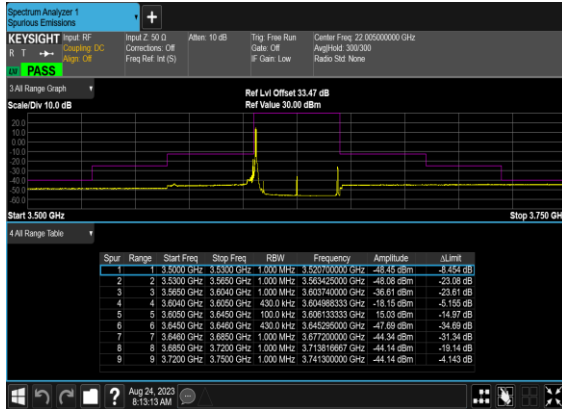 Spectrum Analyzer 1
Spurious Emissions
+
KEYSIGHT Input: RF Input Z: 50 Ω Atten: 10 dB Trig: Free Run Center Freq: 22.005000000 GHz
R T Coupling: DC Corrections: Off Gate: Off Avg|Hold: 300/300
Align: Off Freq Ref: Int (S) IF Gain: Low Radio Std: None
PASS
3 All Range Graph
Ref Lvl Offset 33.47 dB
Scale/Div 10.0 dB Ref Value 30.00 dBm
20.0
10.0
0.00
-10.0
-20.0
-30.0
-40.0
-50.0
-60.0
Start 3.500 GHz Stop 3.750 GH
4 All Range Table
Spur Range Start Freq Stop Freq RBW Frequency Amplitude ΔLimit
1 1 3.5000 GHz 3.5300 GHz 1.000 MHz 3.520700000 GHz -48.45 dBm -8.454 dB
2 2 3.5300 GHz 3.5650 GHz 1.000 MHz 3.563425000 GHz -48.08 dBm -23.08 dB
3 3 3.5650 GHz 3.6040 GHz 1.000 MHz 3.603740000 GHz -36.61 dBm -23.61 dB
4 4 3.6040 GHz 3.6050 GHz 430.0 kHz 3.604988333 GHz -18.15 dBm -5.155 dB
5 5 3.6050 GHz 3.6450 GHz 100.0 kHz 3.606133333 GHz 15.03 dBm -14.97 dB
6 6 3.6450 GHz 3.6460 GHz 430.0 kHz 3.645295000 GHz -47.69 dBm -34.69 dB
7 7 3.6460 GHz 3.6850 GHz 1.000 MHz 3.677200000 GHz -44.34 dBm -31.34 dB
8 8 3.6850 GHz 3.7200 GHz 1.000 MHz 3.713816667 GHz -44.14 dBm -19.14 dB
9 9 3.7200 GHz 3.7500 GHz 1.000 MHz 3.741300000 GHz -44.14 dBm -4.143 dB
?
Aug 24, 2023
8:13:13 AM